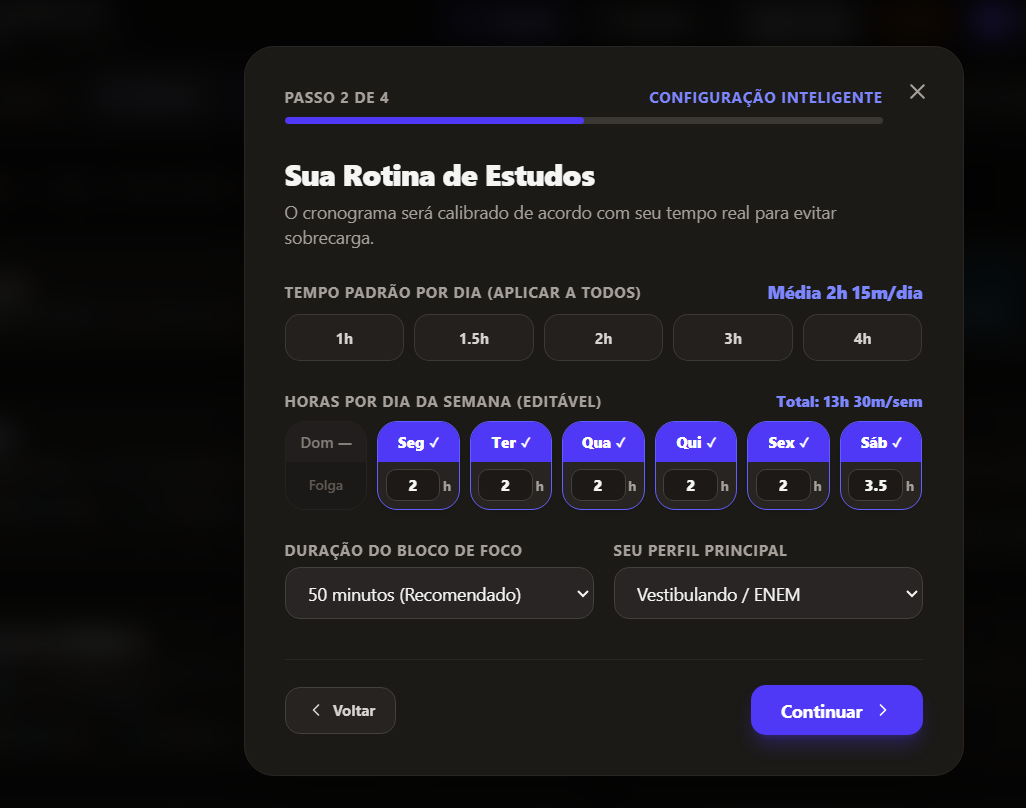 PASSO 2 DE 4
CONFIGURAÇÃO INTELIGENTE
Sua Rotina de Estudos
O cronograma será calibrado de acordo com seu tempo real para evitar
sobrecarga.
TEMPO PADRÃO POR DIA (APLICAR A TODOS)
Média 2h 15m/dia
1h
1.5h
2h
3h
4h
HORAS POR DIA DA SEMANA (EDITÁVEL)
Total: 13h 30m/sem
Dom —
Seg ✓
Ter ✓
Qua ✓
Qui ✓
Sex ✓
Sáb ✓
Folga
2 h
2 h
2 h
2 h
2 h
3.5 h
DURAÇÃO DO BLOCO DE FOCO
SEU PERFIL PRINCIPAL
50 minutos (Recomendado)
Vestibulando / ENEM
Voltar
Continuar